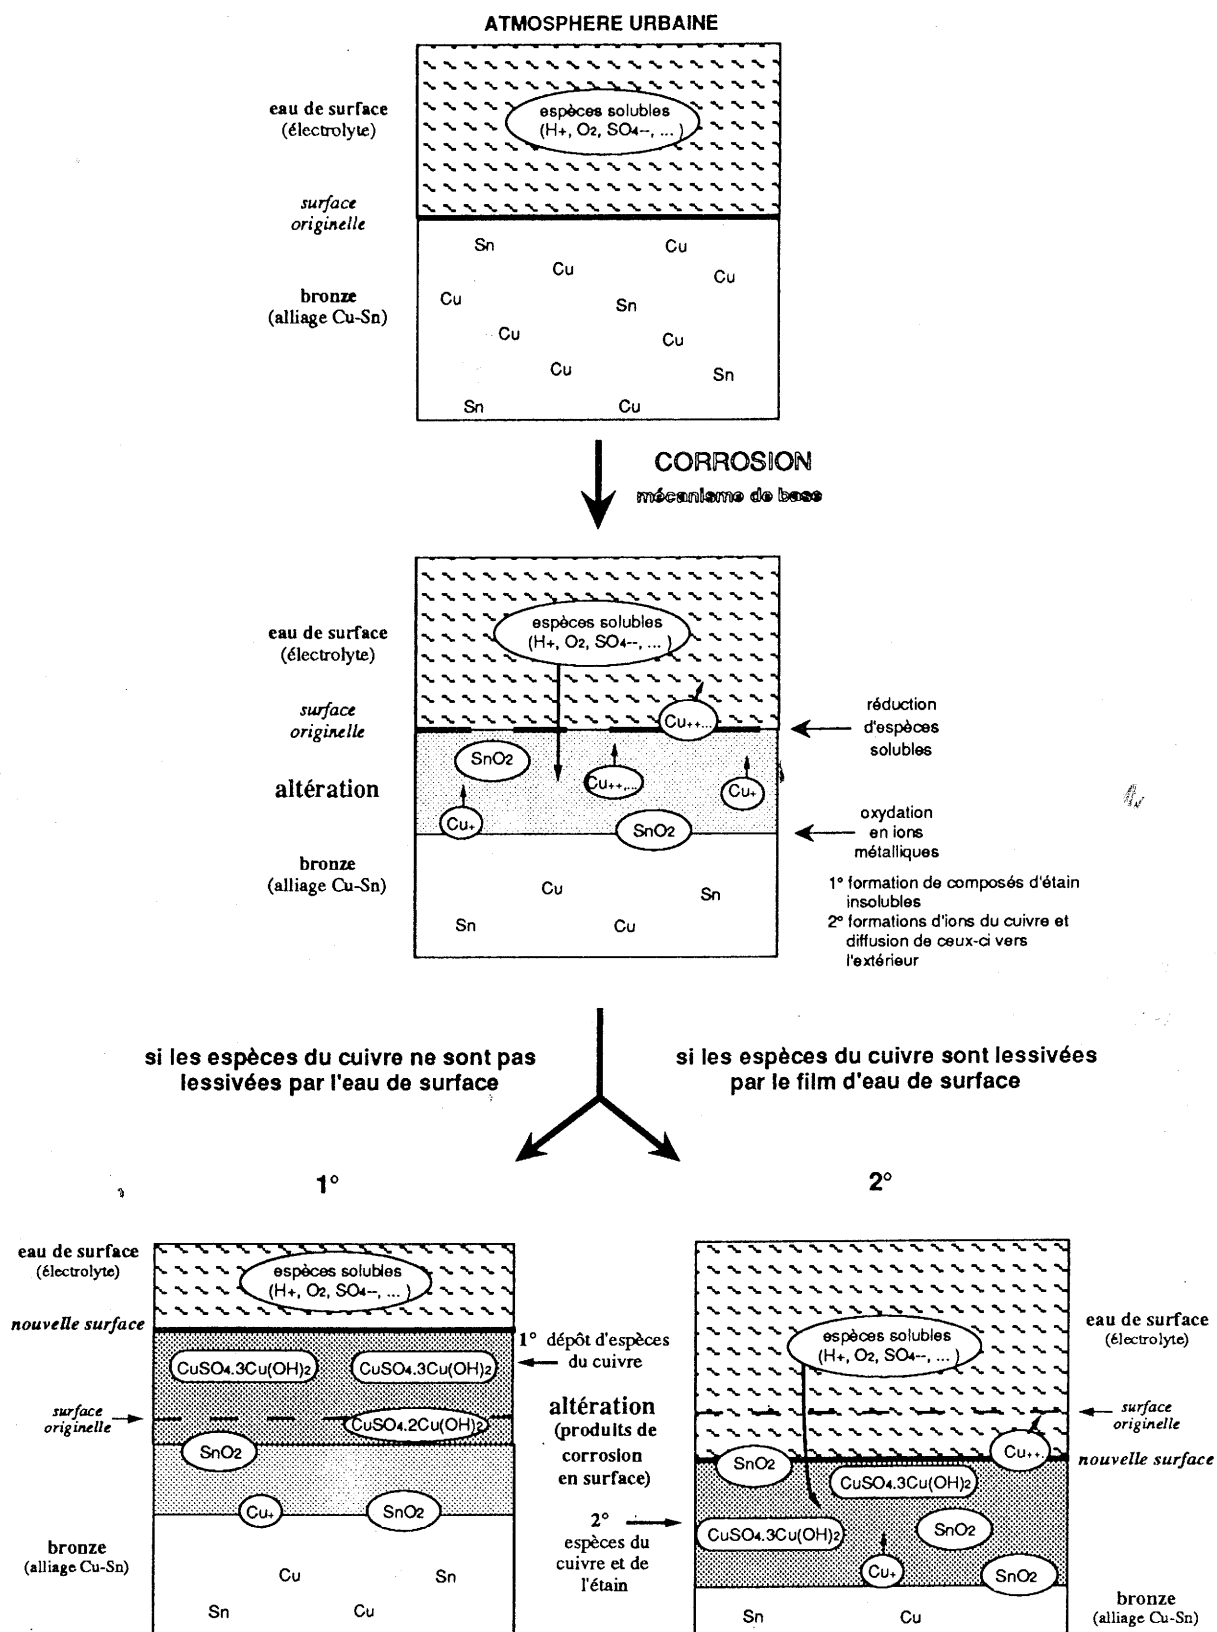 ATMOSPHERE URBAINE
eau de surface
(électrolyte)
espèces solubles
(H+, O2, SO4--, ... )
surface
originelle
Sn
Cu
Cu
Cu
bronze
(alliage Cu-Sn)
Cu
Sn
Cu
Cu
Cu
Sn
Sn
Cu
CORROSION
mécanisme de base
eau de surface
(électrolyte)
espèces solubles
(H+, O2, SO4--, ... )
surface
originelle
Cu++...
réduction
d'espèces
solubles
altération
SnO2
Cu++,...
Cu+
Cu+
SnO2
oxydation
en ions
métalliques
bronze
(alliage Cu-Sn)
Cu
Sn
Sn
Cu
1° formation de composés d'étain
insolubles
2° formations d'ions du cuivre et
diffusion de ceux-ci vers
l'extérieur
si les espèces du cuivre ne sont pas
lessivées par l'eau de surface
si les espèces du cuivre sont lessivées
par le film d'eau de surface
1°
2°
eau de surface
(électrolyte)
espèces solubles
(H+, O2, SO4--, ... )
nouvelle surface
1° dépôt d'espèces
du cuivre
CuSO4.3Cu(OH)2
CuSO4.3Cu(OH)2
surface
originelle
CuSO4.2Cu(OH)2
SnO2
Cu+
SnO2
bronze
(alliage Cu-Sn)
Cu
Sn
Sn
Cu
altération
(produits de
corrosion
en surface)
2°
espèces du
cuivre et de
l'étain
eau de surface
(électrolyte)
espèces solubles
(H+, O2, SO4--, ... )
surface
originelle
Cu++
nouvelle surface
SnO2
CuSO4.3Cu(OH)2
CuSO4.3Cu(OH)2
SnO2
Cu+
SnO2
bronze
(alliage Cu-Sn)
Sn
Cu